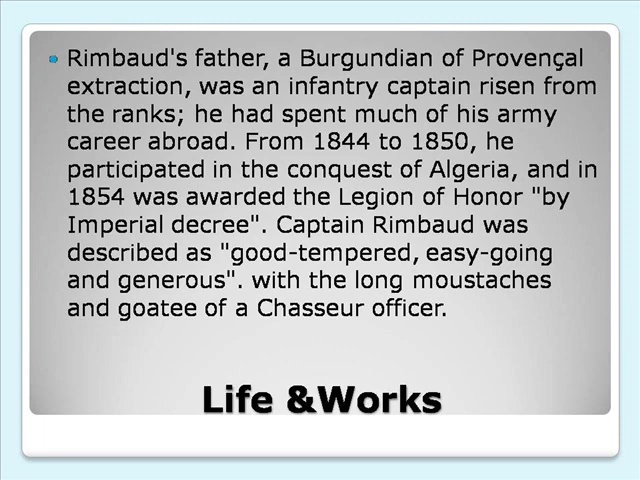 Rimbaud's father, a Burgundian of Provençal
extraction, was an infantry captain risen from
the ranks; he had spent much of his army
career abroad. From 1844 to 1850, he
participated in the conquest of Algeria, and in
1854 was awarded the Legion of Honor "by
Imperial decree". Captain Rimbaud was
described as "good-tempered, easy-going
and generous". with the long moustaches
and goatee of a Chasseur officer.
Life &Works